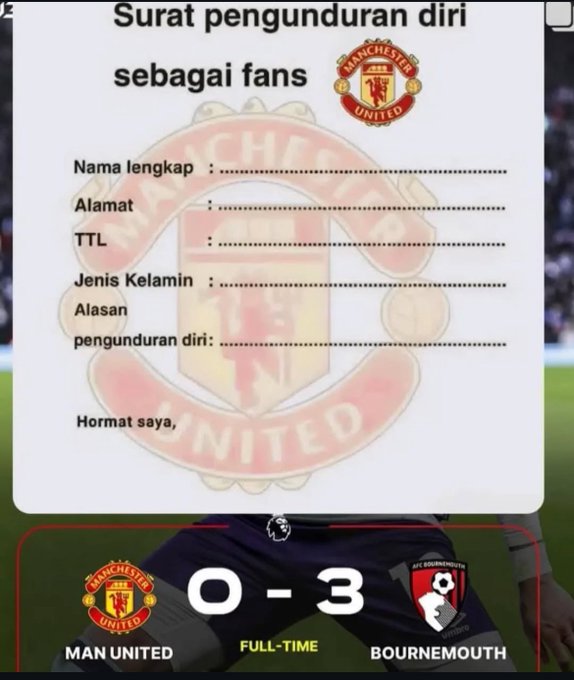 Surat pengunduran diri
sebagai fans
MANCHESTER
UNITED
MANCHESTER
Nama lengkap : ........................................................
Alamat : ........................................................
TTL : ........................................................
Jenis Kelamin : ........................................................
Alasan
pengunduran diri: ........................................................
Hormat saya,
UNITED
MANCHESTER
UNITED
0 - 3
AFC BOURNEMOUTH
umbro
MAN UNITED
FULL-TIME
BOURNEMOUTH